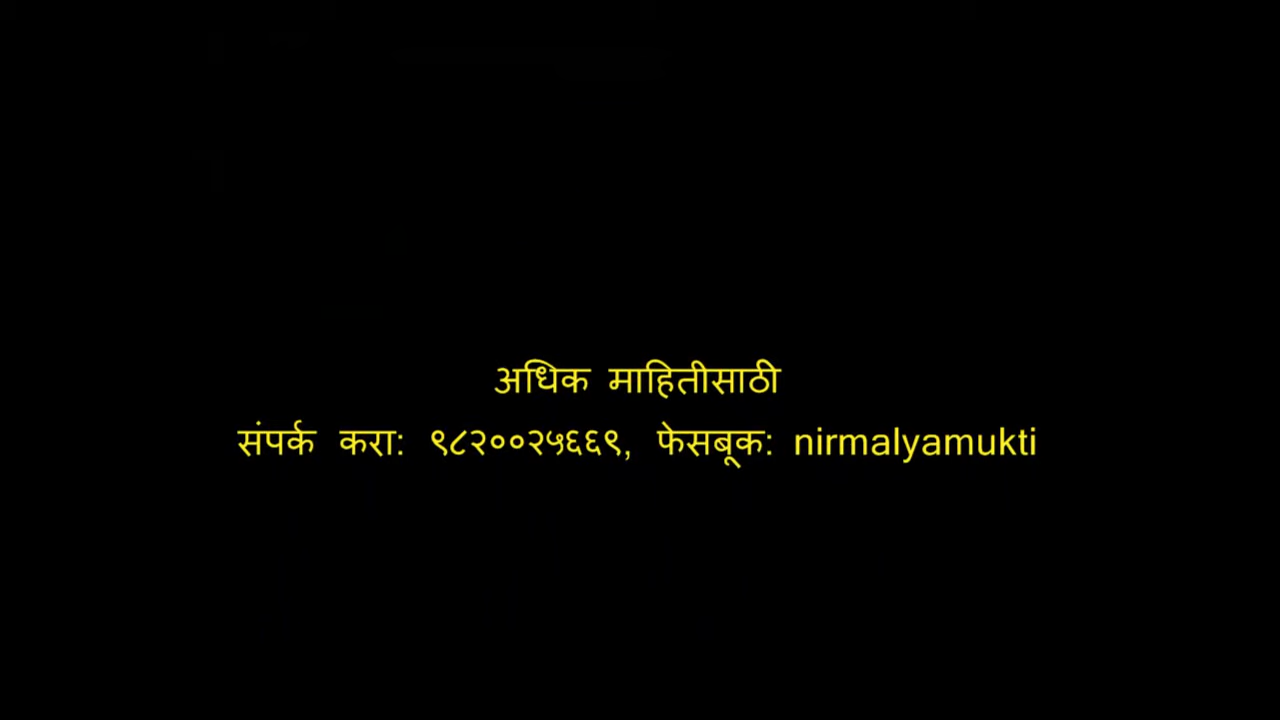 अधिक माहितीसाठी
संपर्क करा: ९८२००२५६६९, फेसबूक: nirmalyamukti